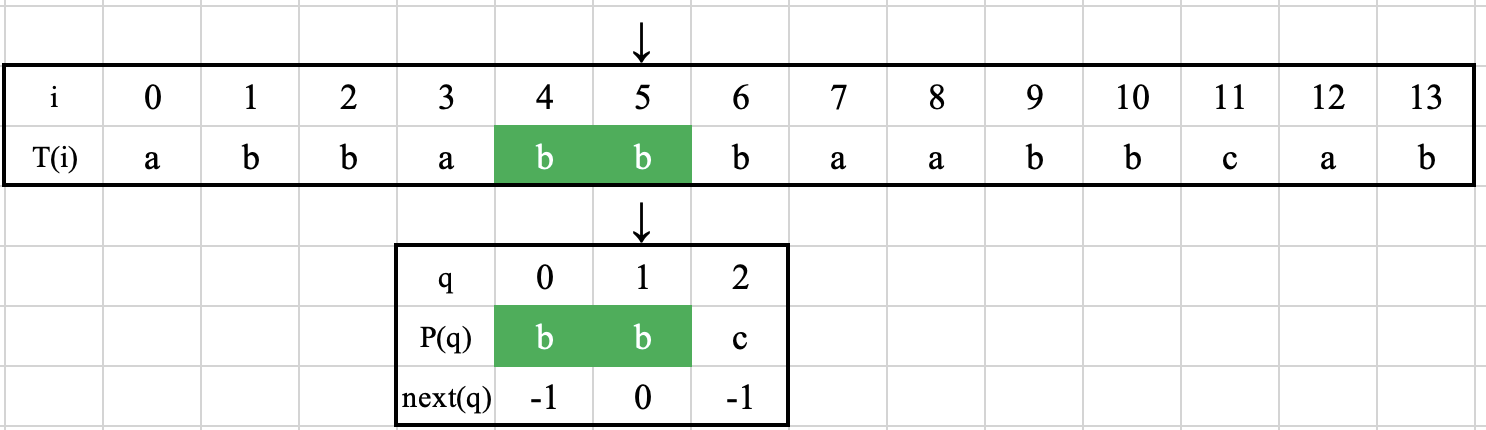 ↓
i 0 1 2 3 4 5 6 7 8 9 10 11 12 13
T(i) a b b a b b b a a b b c a b
↓
q 0 1 2
P(q) b b c
next(q) -1 0 -1